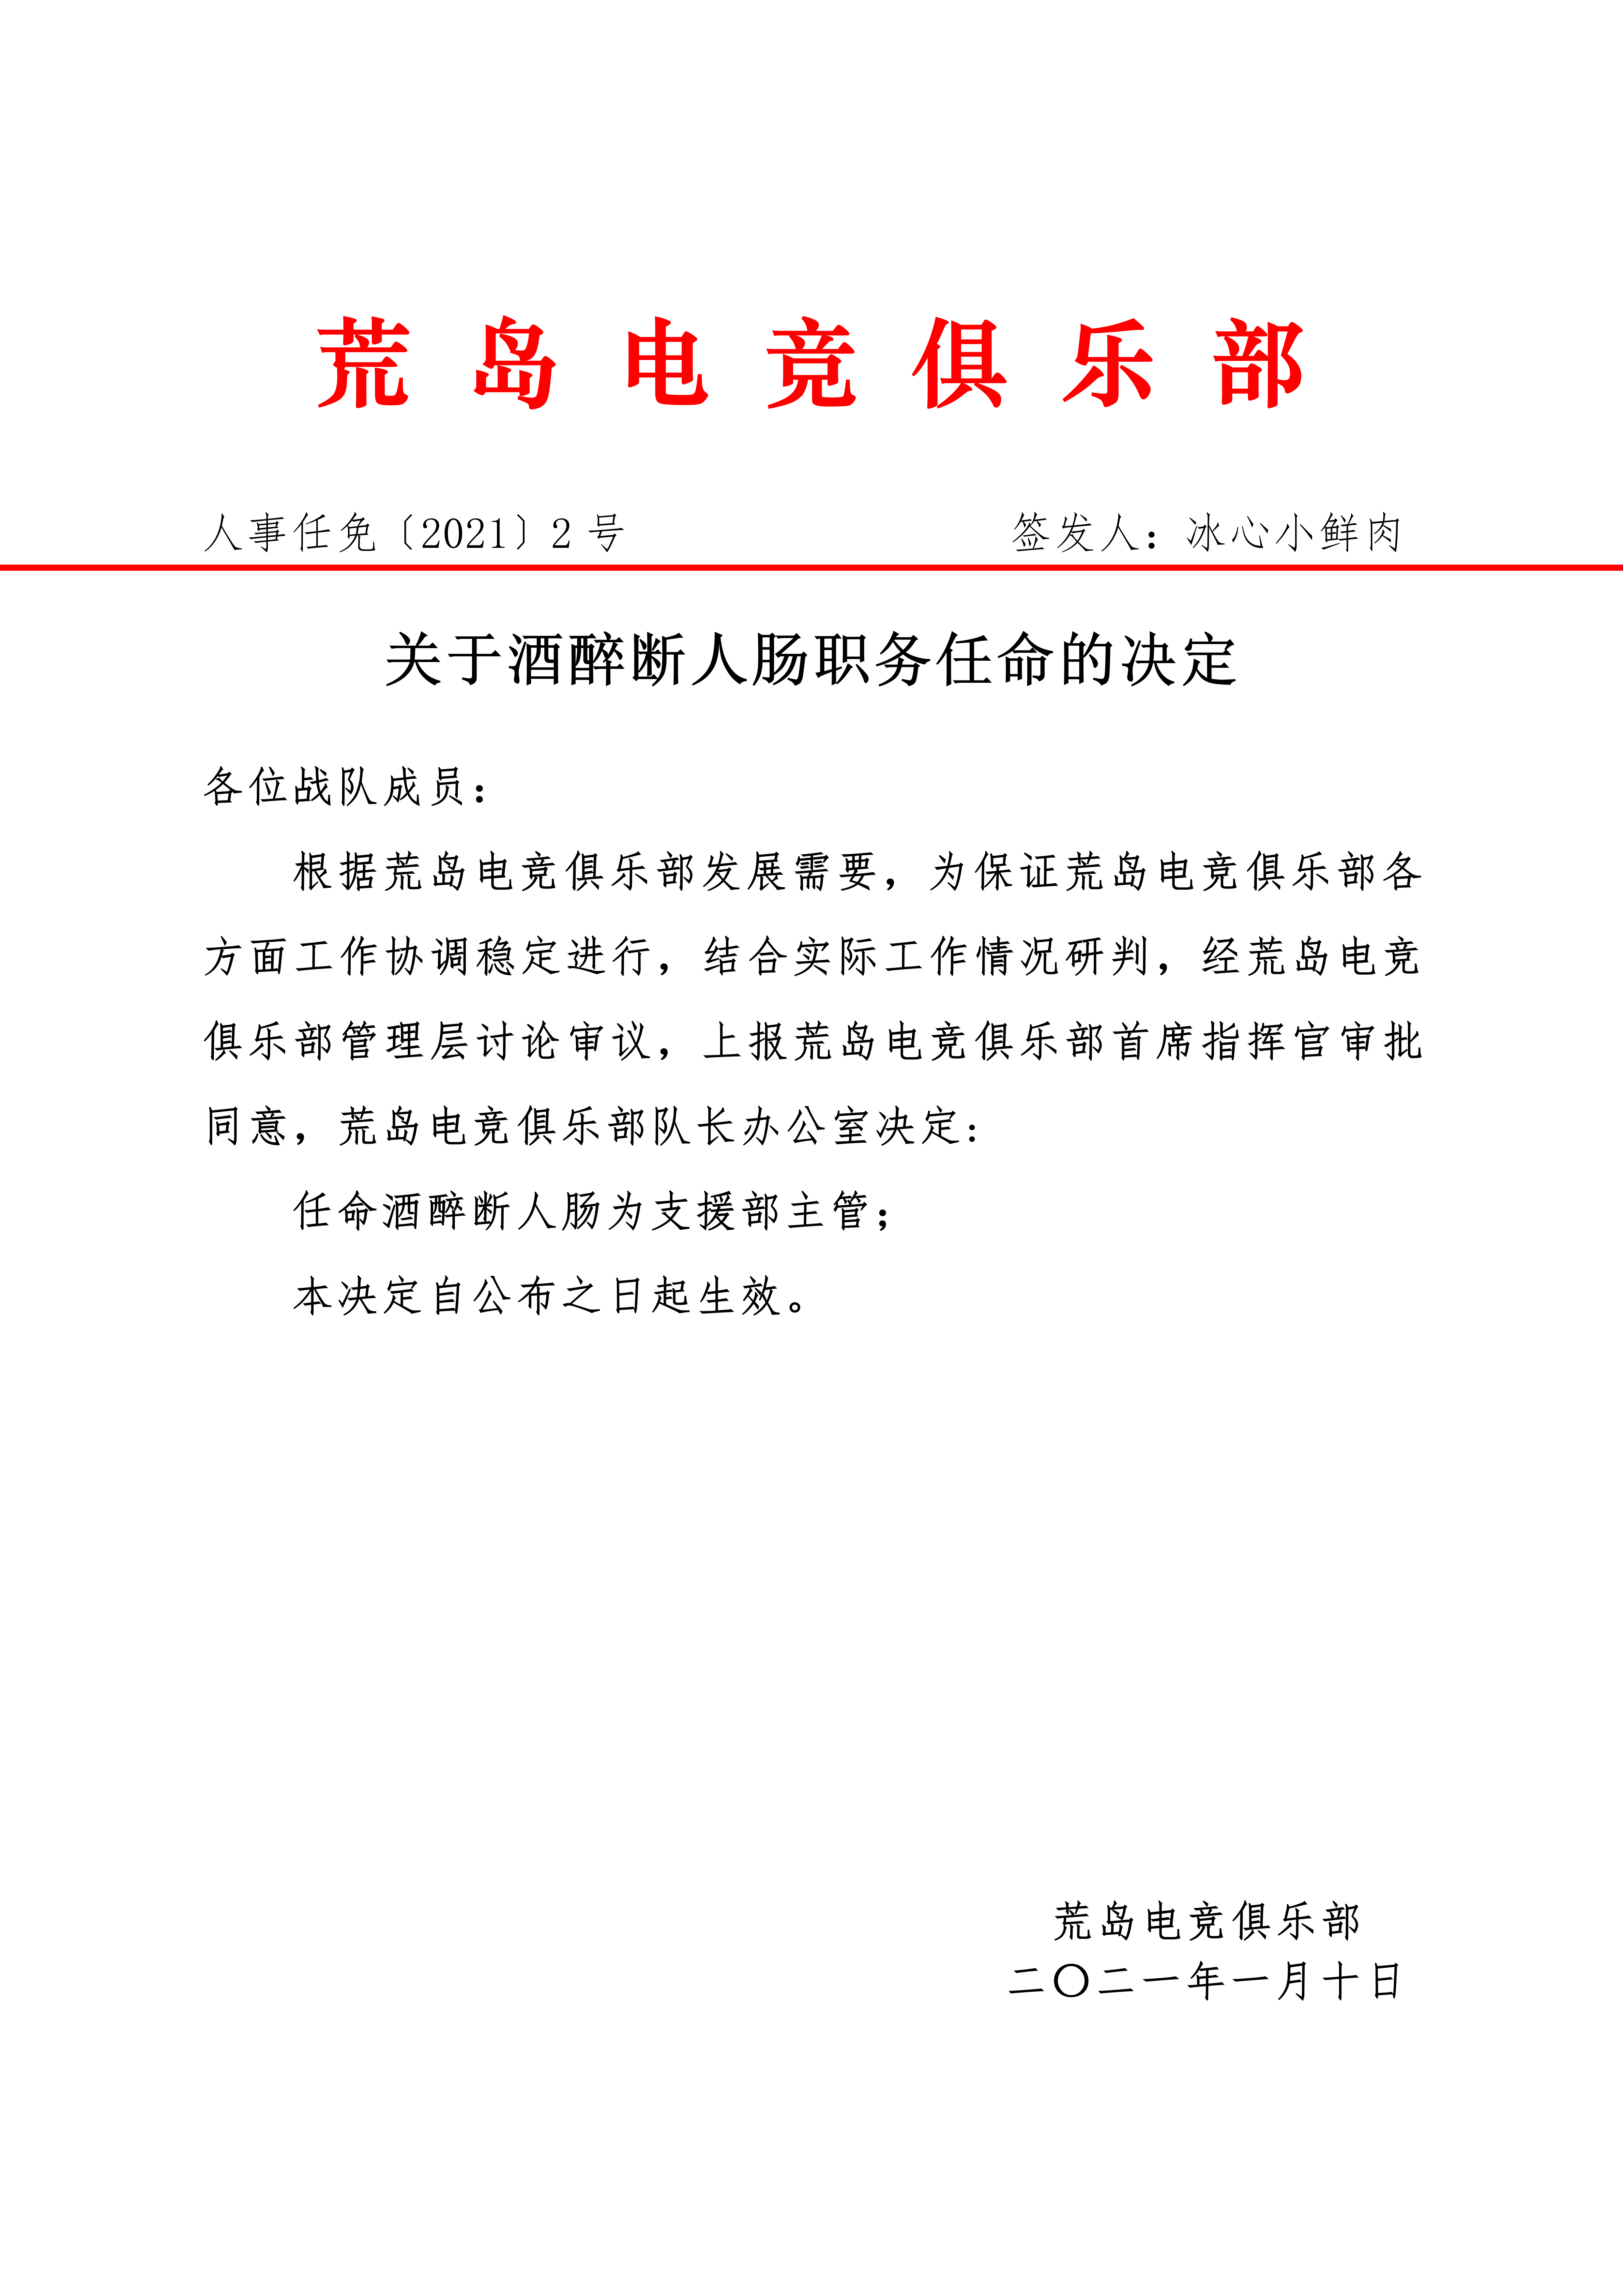 荒岛电竞俱乐部
人事任免〔2021〕2号 签发人：冰心小鲜肉
关于酒醉断人肠职务任命的决定
各位战队成员：
根据荒岛电竞俱乐部发展需要，为保证荒岛电竞俱乐部各
方面工作协调稳定进行，结合实际工作情况研判，经荒岛电竞
俱乐部管理层讨论审议，上报荒岛电竞俱乐部首席指挥官审批
同意，荒岛电竞俱乐部队长办公室决定：
任命酒醉断人肠为支援部主管；
本决定自公布之日起生效。
荒岛电竞俱乐部
二〇二一年一月十日